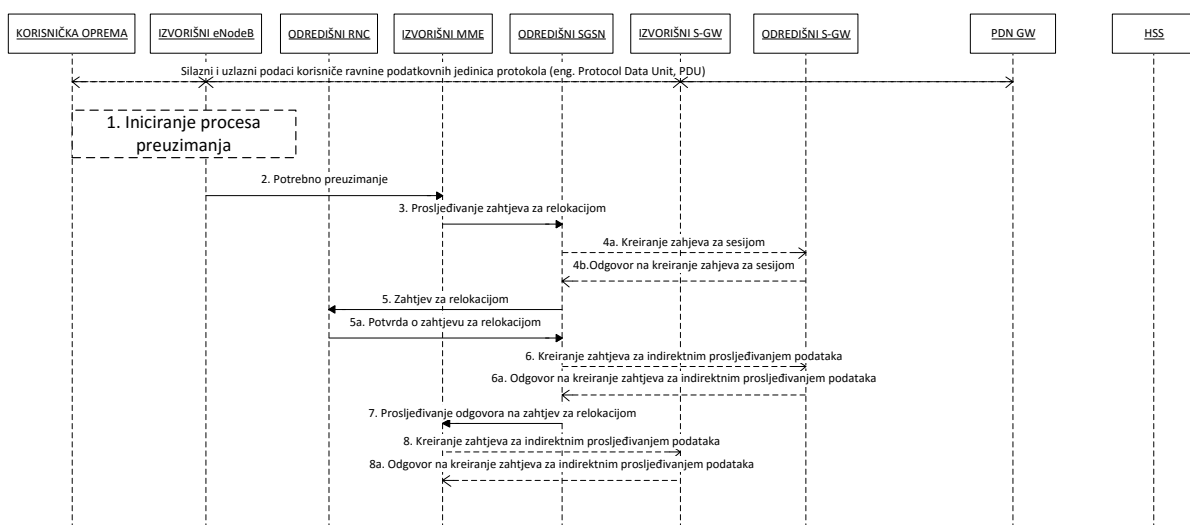 KORISNIČKA OPREMA
IZVORIŠNI eNodeB
ODREDIŠNI RNC
IZVORIŠNI MME
ODREDIŠNI SGSN
IZVORIŠNI S-GW
ODREDIŠNI S-GW
PDN GW
HSS
Silazni i uzlazni podaci korisniče ravnine podatkovnih jedinica protokola (eng. Protocol Data Unit, PDU)
1. Iniciranje procesa
preuzimanja
2. Potrebno preuzimanje
3. Prosljeđivanje zahtjeva za relokacijom
4a. Kreiranje zahjeva za sesijom
4b.Odgovor na kreiranje zahjeva za sesijom
5. Zahtjev za relokacijom
5a. Potvrda o zahtjevu za relokacijom
6. Kreiranje zahtjeva za indirektnim prosljeđivanjem podataka
6a. Odgovor na kreiranje zahtjeva za indirektnim prosljeđivanjem podataka
7. Prosljeđivanje odgovora na zahtjev za relokacijom
8. Kreiranje zahtjeva za indirektnim prosljeđivanjem podataka
8a. Odgovor na kreiranje zahtjeva za indirektnim prosljeđivanjem podataka